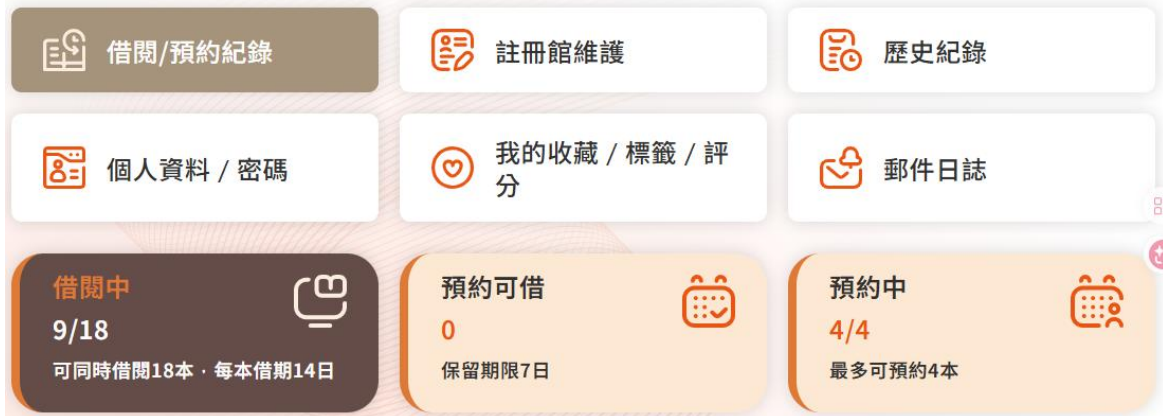 借閱/預約紀錄
註冊館維護
歷史紀錄
個人資料 / 密碼
我的收藏 / 標籤 / 評
分
郵件日誌
借閱中
9/18
可同時借閱18本 · 每本借期14日
預約可借
0
保留期限7日
預約中
4/4
最多可預約4本